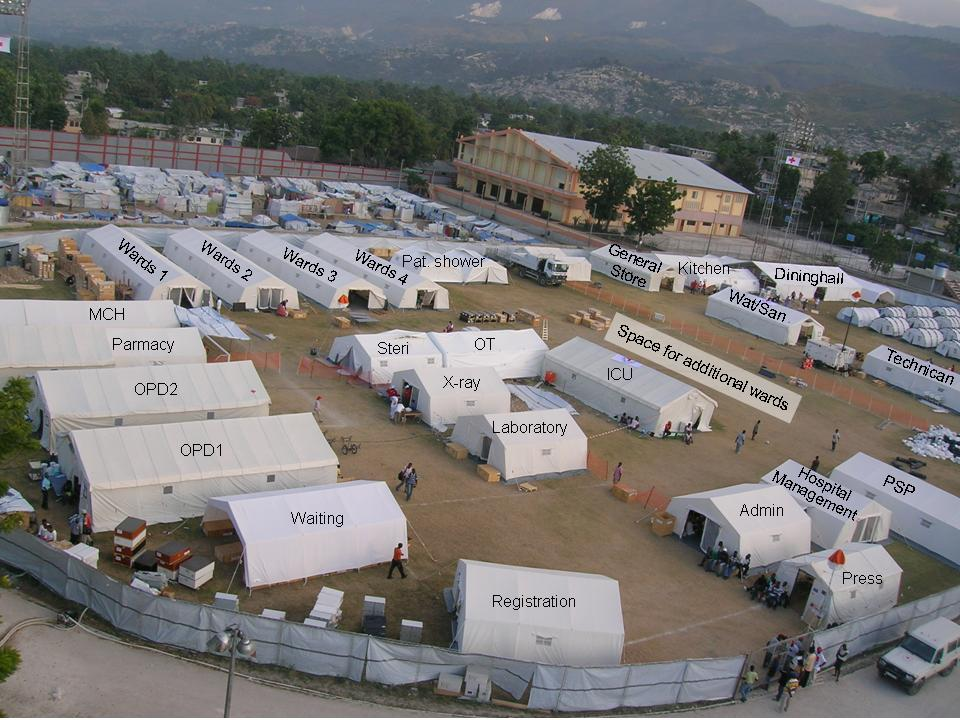 Wards 1
Wards 2
Wards 3
Wards 4
Pat. shower
General
Store
Kitchen
Dininghall
Wat/San
MCH
Parmacy
Steri
OT
Space for additional wards
Technican
X-ray
ICU
OPD2
Laboratory
OPD1
Hospital
Management
PSP
Waiting
Admin
Press
Registration